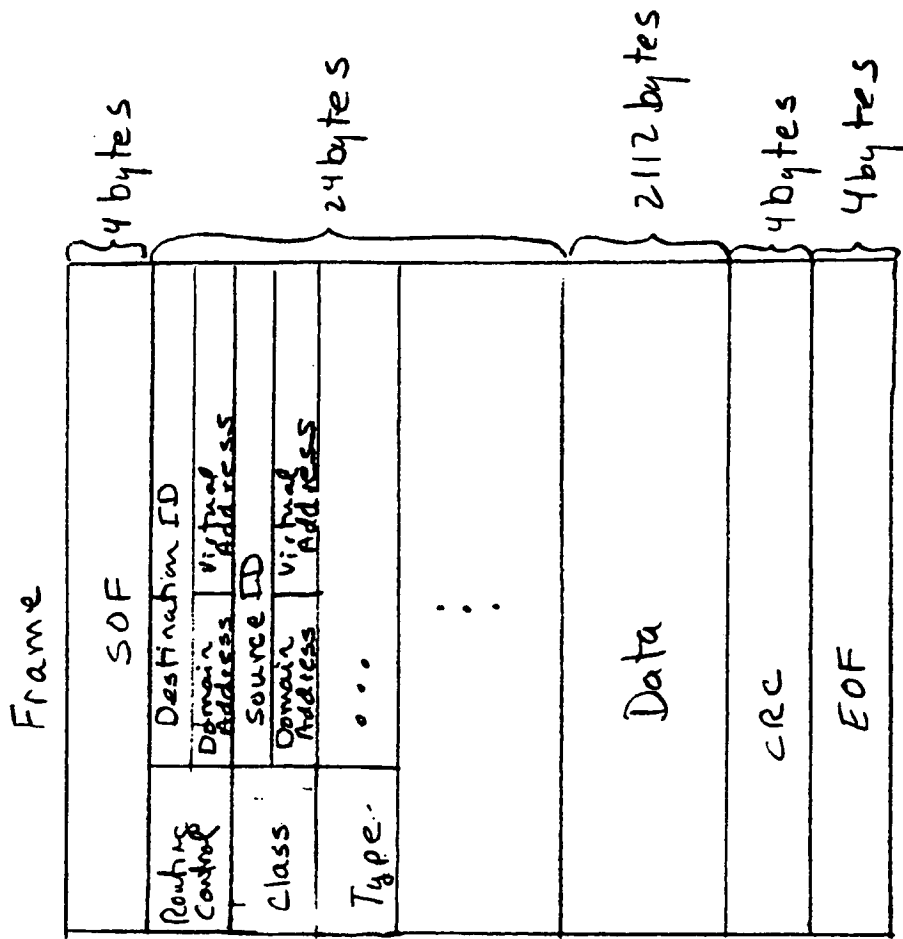 Frame
SOF
4 bytes
Routing
Control
Destination ID
Domain
Address
Virtual
Address
24 bytes
Class
Source ID
Domain
Address
Virtual
Address
Type
...
...
Data
2112 bytes
CRC
4 bytes
EOF
4 bytes